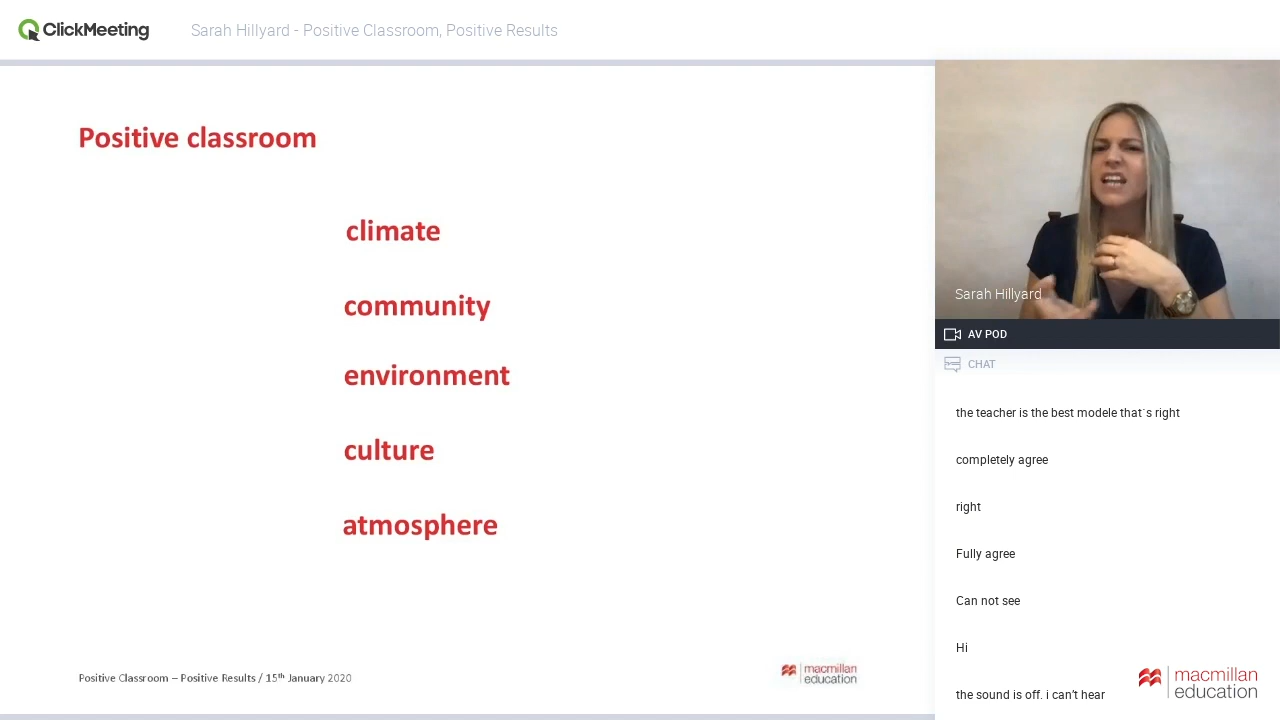 ClickMeeting
Sarah Hillyard - Positive Classroom, Positive Results
Positive classroom
climate
community
environment
culture
atmosphere
Positive Classroom – Positive Results / 15th January 2020
macmillan
education
Sarah Hillyard
AV POD
CHAT
the teacher is the best modele that´s right
completely agree
right
Fully agree
Can not see
Hi
the sound is off. i can't hear
macmillan
education